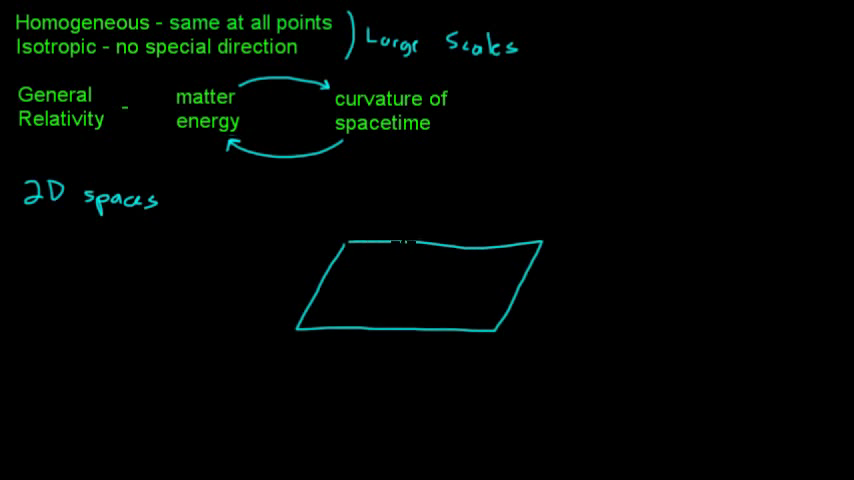 Homogeneous - same at all points
Isotropic - no special direction
Large Scales
General Relativity - matter energy
curvature of spacetime
2D spaces